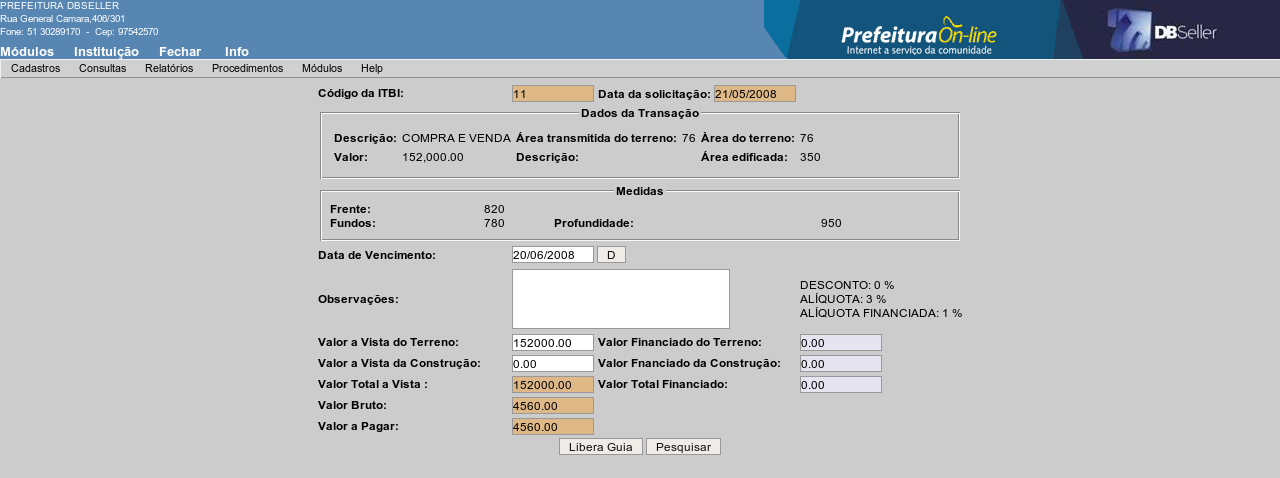 PREFEITURA DBSELLER
Rua General Camara,406/301
Fone: 51 30289170 - Cep: 97542570
Prefeitura On-line
Internet a serviço da comunidade
DBSeller
Módulos Instituição Fechar Info
Cadastros Consultas Relatórios Procedimentos Módulos Help
Código da ITBI: 11 Data da solicitação: 21/05/2008
Dados da Transação
Descrição: COMPRA E VENDA Área transmitida do terreno: 76 Àrea do terreno: 76
Valor: 152,000.00 Descrição: Área edificada: 350
Medidas
Frente: 820
Fundos: 780 Profundidade: 950
Data de Vencimento: 20/06/2008 D
Observações:
DESCONTO: 0 %
ALÍQUOTA: 3 %
ALÍQUOTA FINANCIADA: 1 %
Valor a Vista do Terreno: 152000.00 Valor Financiado do Terreno: 0.00
Valor a Vista da Construção: 0.00 Valor Fnanciado da Construção: 0.00
Valor Total a Vista : 152000.00 Valor Total Financiado: 0.00
Valor Bruto: 4560.00
Valor a Pagar: 4560.00
Libera Guia Pesquisar